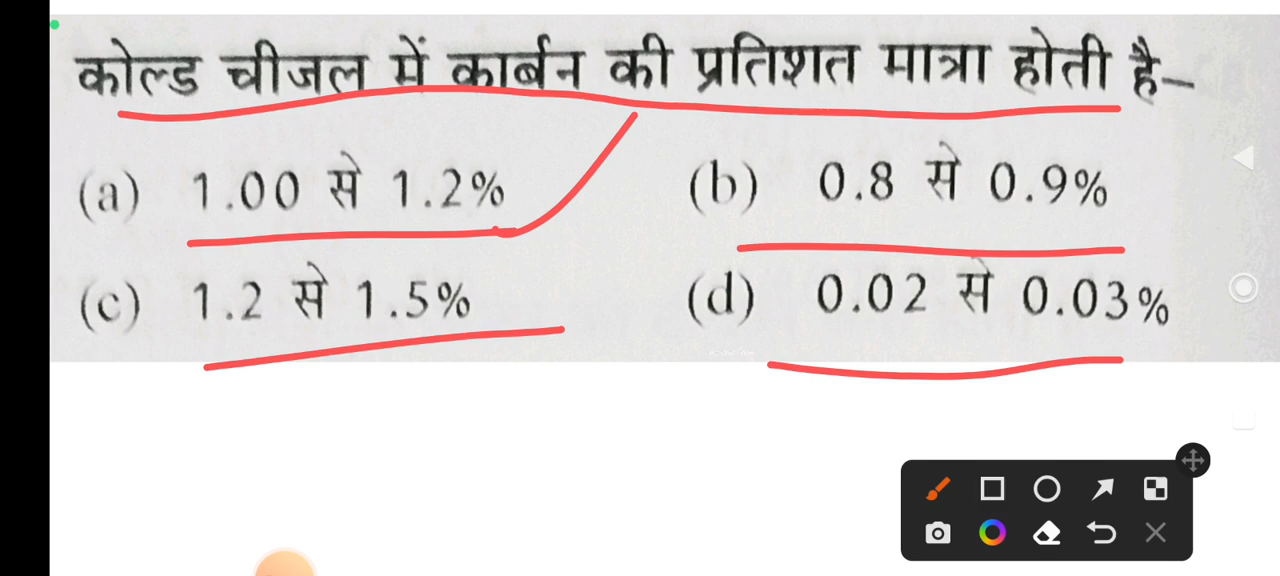 कोल्ड चीजल में कार्बन की प्रतिशत मात्रा होती है–
(a) 1.00 से 1.2% (b) 0.8 से 0.9%
(c) 1.2 से 1.5% (d) 0.02 से 0.03%